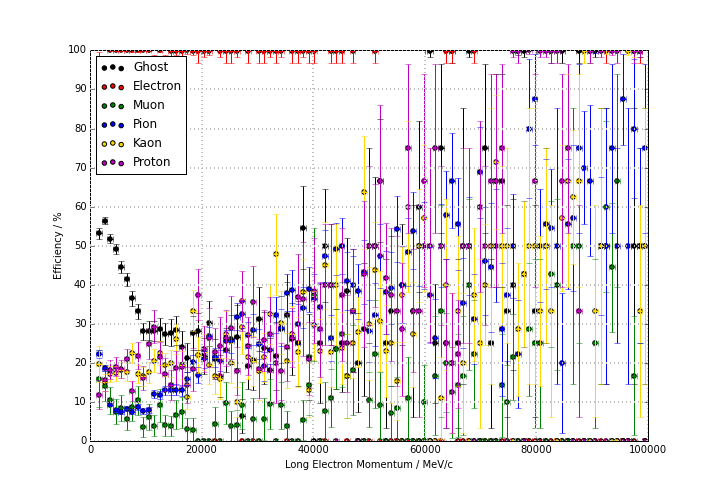 100
90
80
70
60
50
40
30
20
10
0
Efficiency / %
Ghost
Electron
Muon
Pion
Kaon
Proton
0 20000 40000 60000 80000 100000
Long Electron Momentum / MeV/c